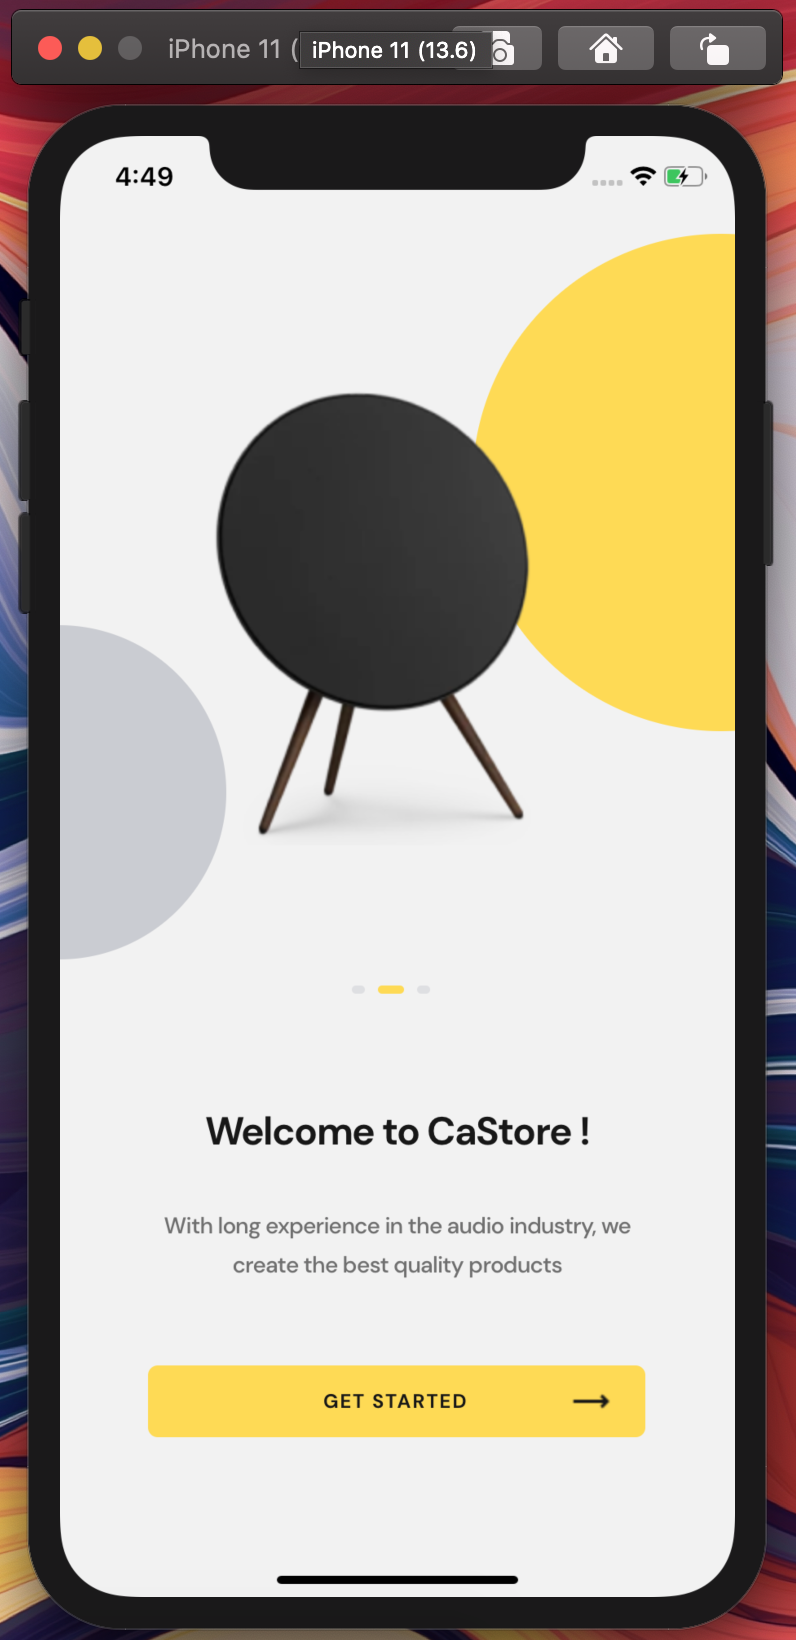 iPhone 11 (
iPhone 11 (13.6)
4:49
Welcome to CaStore !
With long experience in the audio industry, we
create the best quality products
GET STARTED